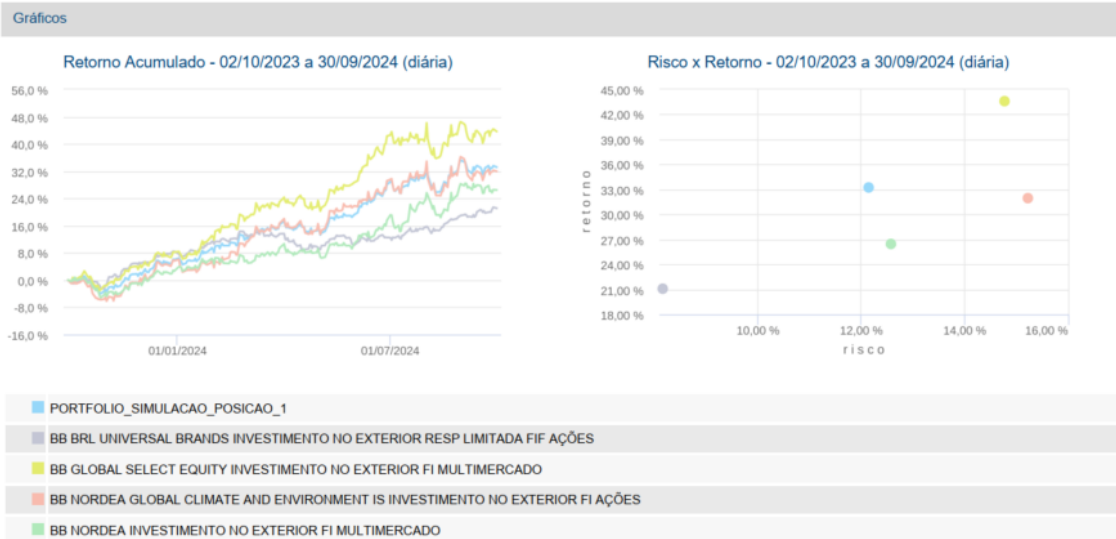 Gráficos
Retorno Acumulado - 02/10/2023 a 30/09/2024 (diária)
56,0 %
48,0 %
40,0 %
32,0 %
24,0 %
16,0 %
8,0 %
0,0 %
-8,0 %
-16,0 %
01/01/2024
01/07/2024
Risco x Retorno - 02/10/2023 a 30/09/2024 (diária)
retorno
45,00 %
42,00 %
39,00 %
36,00 %
33,00 %
30,00 %
27,00 %
24,00 %
21,00 %
18,00 %
10,00 %
12,00 %
14,00 %
16,00 %
risco
PORTFOLIO_SIMULACAO_POSICAO_1
BB BRL UNIVERSAL BRANDS INVESTIMENTO NO EXTERIOR RESP LIMITADA FIF AÇÕES
BB GLOBAL SELECT EQUITY INVESTIMENTO NO EXTERIOR FI MULTIMERCADO
BB NORDEA GLOBAL CLIMATE AND ENVIRONMENT IS INVESTIMENTO NO EXTERIOR FI AÇÕES
BB NORDEA INVESTIMENTO NO EXTERIOR FI MULTIMERCADO